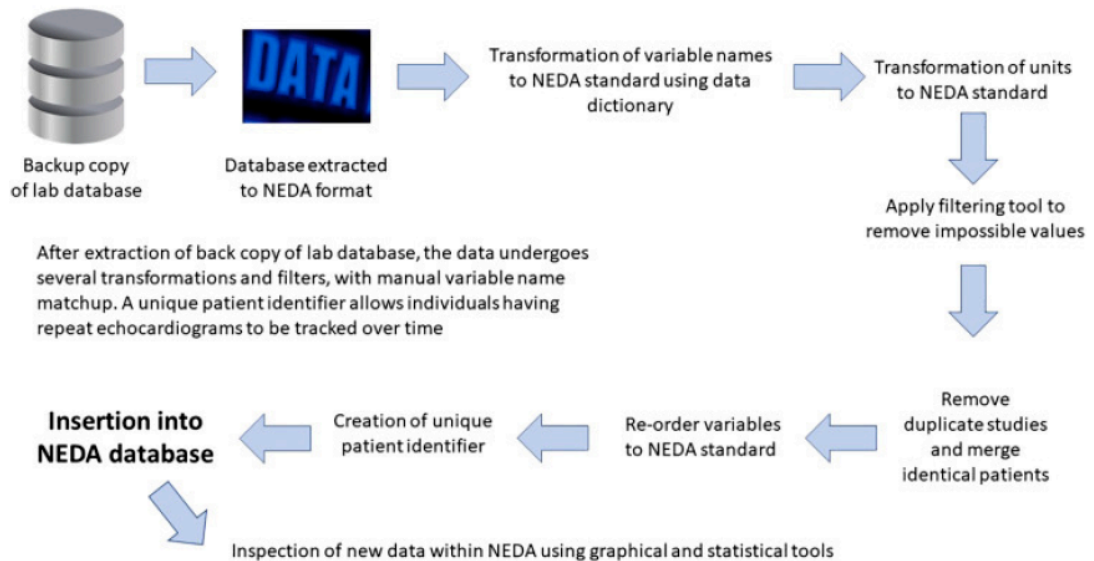 DATA
Backup copy
of lab database
Database extracted
to NEDA format
Transformation of variable names
to NEDA standard using data
dictionary
Transformation of units
to NEDA standard
Apply filtering tool to
remove impossible values
After extraction of back copy of lab database, the data undergoes
several transformations and filters, with manual variable name
matchup. A unique patient identifier allows individuals having
repeat echocardiograms to be tracked over time
Remove
duplicate studies
and merge
identical patients
Re-order variables
to NEDA standard
Creation of unique
patient identifier
Insertion into
NEDA database
Inspection of new data within NEDA using graphical and statistical tools